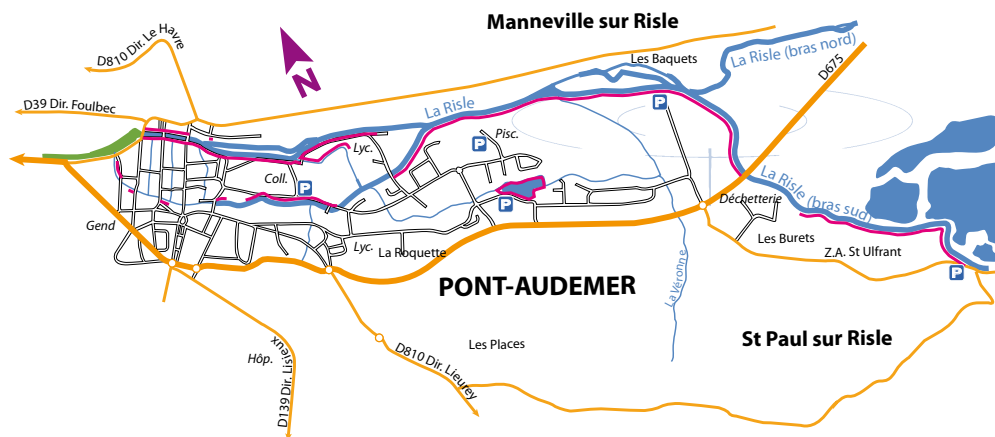 Manneville sur Risle
D810 Dir. Le Havre
La Risle (bras nord)
Les Baquets
D675
N
D39 Dir. Foulbec
La Risle
P
Pisc.
P
Lyc.
Coll.
P
La Risle (bras sud)
Déchetterie
P
Gend
Les Burets
Lyc.
La Roquette
Z.A. St Ulfrant
P
PONT-AUDEMER
La Véronne
St Paul sur Risle
Les Places
Hôp.
D139 Dir. Lisieux
D810 Dir. Lieurey